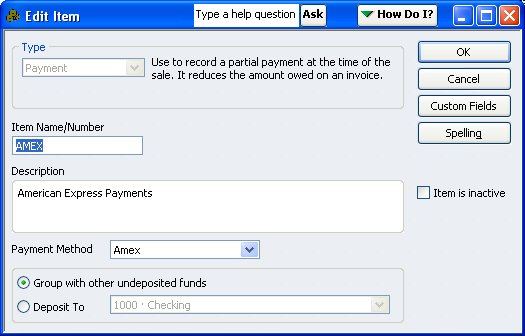 Edit Item
Type a help question Ask
How Do I?
Type
Payment
Use to record a partial payment at the time of the
sale. It reduces the amount owed on an invoice.
OK
Cancel
Custom Fields
Spelling
Item Name/Number
AMEX
Description
American Express Payments
Item is inactive
Payment Method Amex
Group with other undeposited funds
Deposit To 1000 · Checking